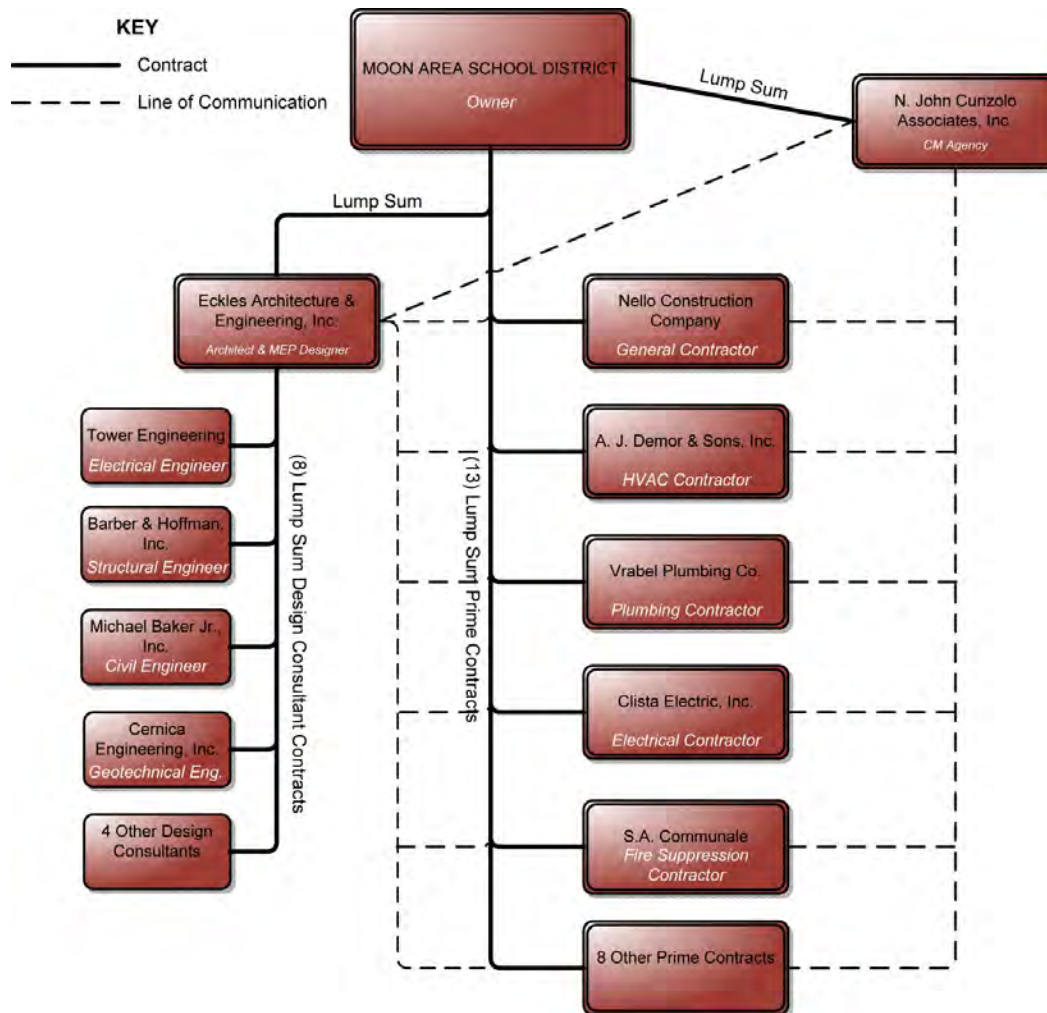 KEY
Contract
Line of Communication
MOON AREA SCHOOL DISTRICT
Owner
Lump Sum
N. John Cunzolo
Associates, Inc.
CM Agency
Lump Sum
Eckles Architecture &
Engineering, Inc.
Architect & MEP Designer
Tower Engineering
Electrical Engineer
Barber & Hoffman,
Inc.
Structural Engineer
Michael Baker Jr.,
Inc.
Civil Engineer
Cernica
Engineering, Inc.
Geotechnical Eng.
4 Other Design
Consultants
(8) Lump Sum Design Consultant Contracts
(13) Lump Sum Prime Contracts
Nello Construction
Company
General Contractor
A. J. Demor & Sons, Inc.
HVAC Contractor
Vrabel Plumbing Co.
Plumbing Contractor
Clista Electric, Inc.
Electrical Contractor
S.A. Communale
Fire Suppression
Contractor
8 Other Prime Contracts